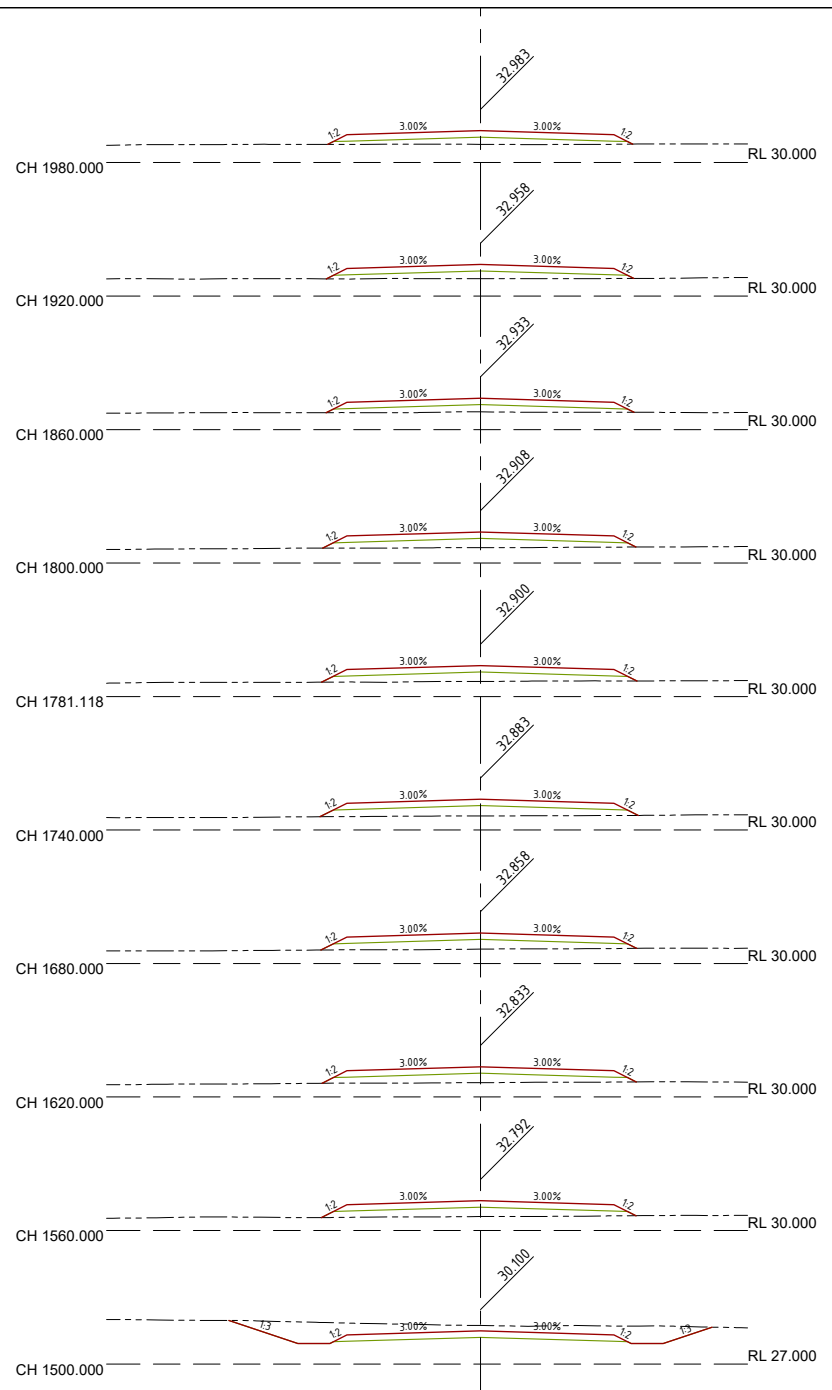 32.983
1:2 3.00% 3.00% 1:2
CH 1980.000 RL 30.000
32.958
1:2 3.00% 3.00% 1:2
CH 1920.000 RL 30.000
32.933
1:2 3.00% 3.00% 1:2
CH 1860.000 RL 30.000
32.908
1:2 3.00% 3.00% 1:2
CH 1800.000 RL 30.000
32.900
1:2 3.00% 3.00% 1:2
CH 1781.118 RL 30.000
32.883
1:2 3.00% 3.00% 1:2
CH 1740.000 RL 30.000
32.858
1:2 3.00% 3.00% 1:2
CH 1680.000 RL 30.000
32.833
1:2 3.00% 3.00% 1:2
CH 1620.000 RL 30.000
32.792
1:2 3.00% 3.00% 1:2
CH 1560.000 RL 30.000
30.100
1:3 1:2 3.00% 3.00% 1:2 1:3
CH 1500.000 RL 27.000